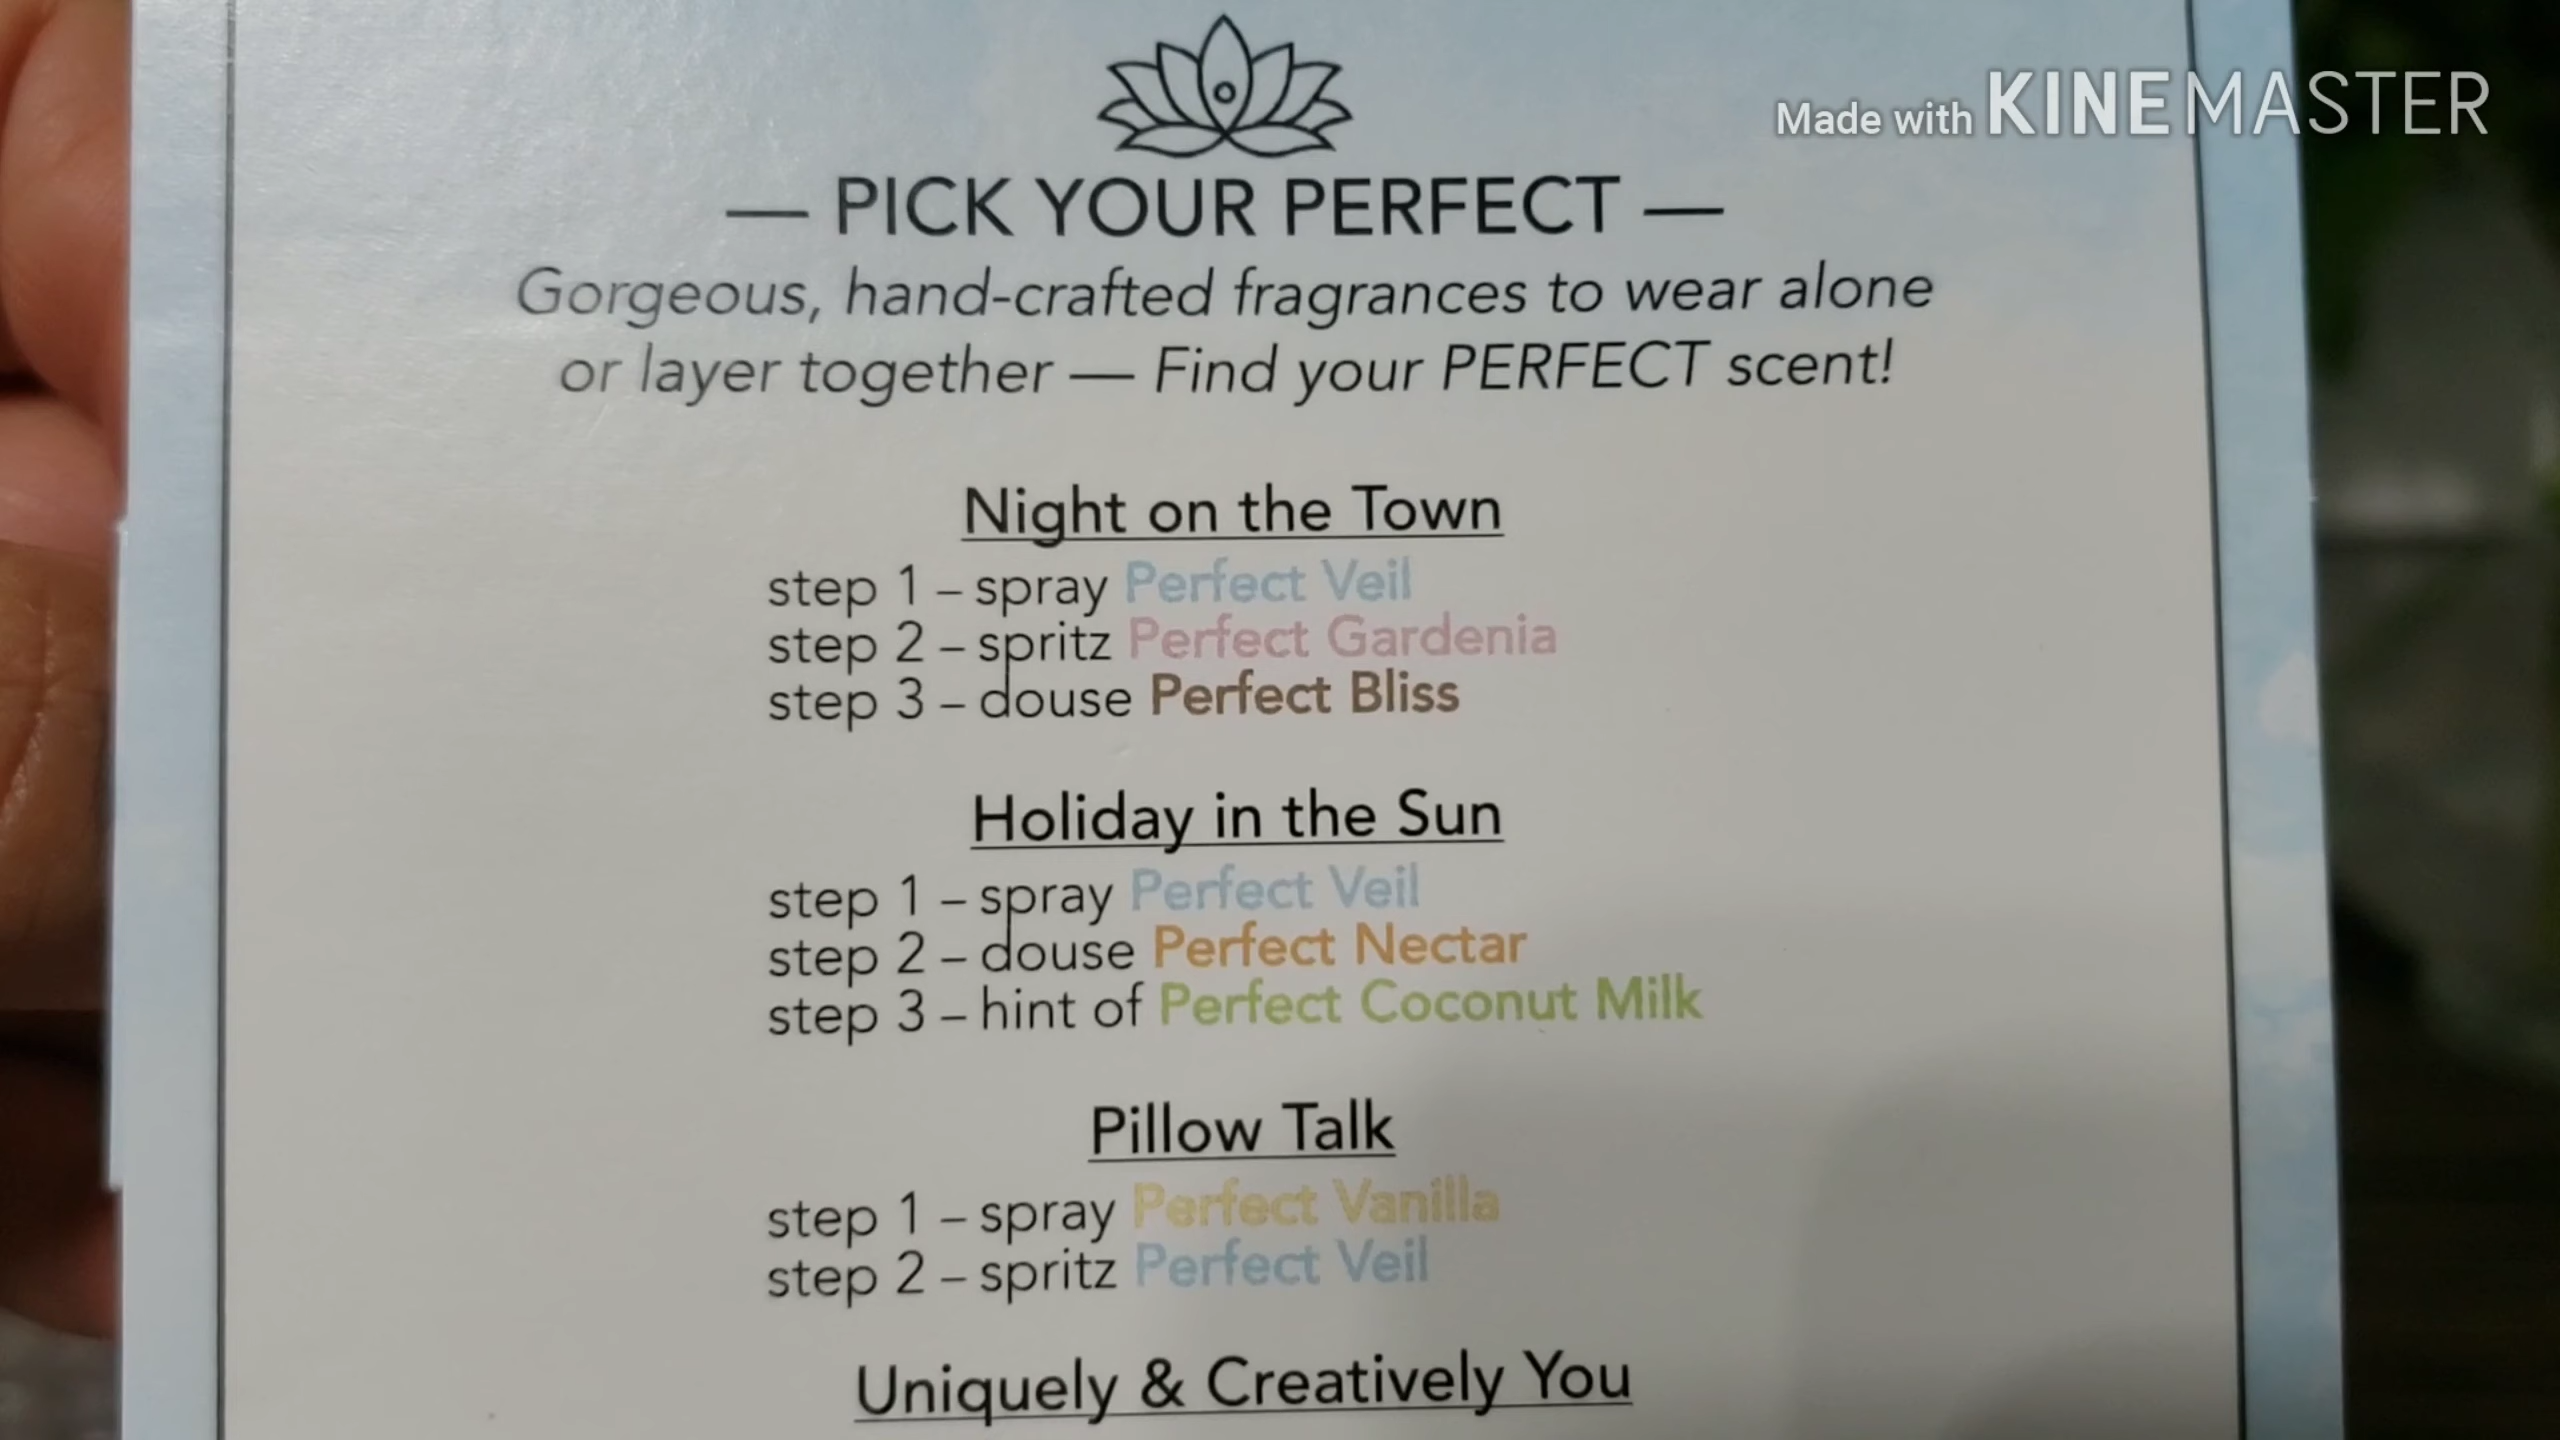 Made with KINEMASTER
— PICK YOUR PERFECT —
Gorgeous, hand-crafted fragrances to wear alone
or layer together — Find your PERFECT scent!
Night on the Town
step 1 – spray Perfect Veil
step 2 – spritz Perfect Gardenia
step 3 – douse Perfect Bliss
Holiday in the Sun
step 1 – spray Perfect Veil
step 2 – douse Perfect Nectar
step 3 – hint of Perfect Coconut Milk
Pillow Talk
step 1 – spray Perfect Vanilla
step 2 – spritz Perfect Veil
Uniquely & Creatively You